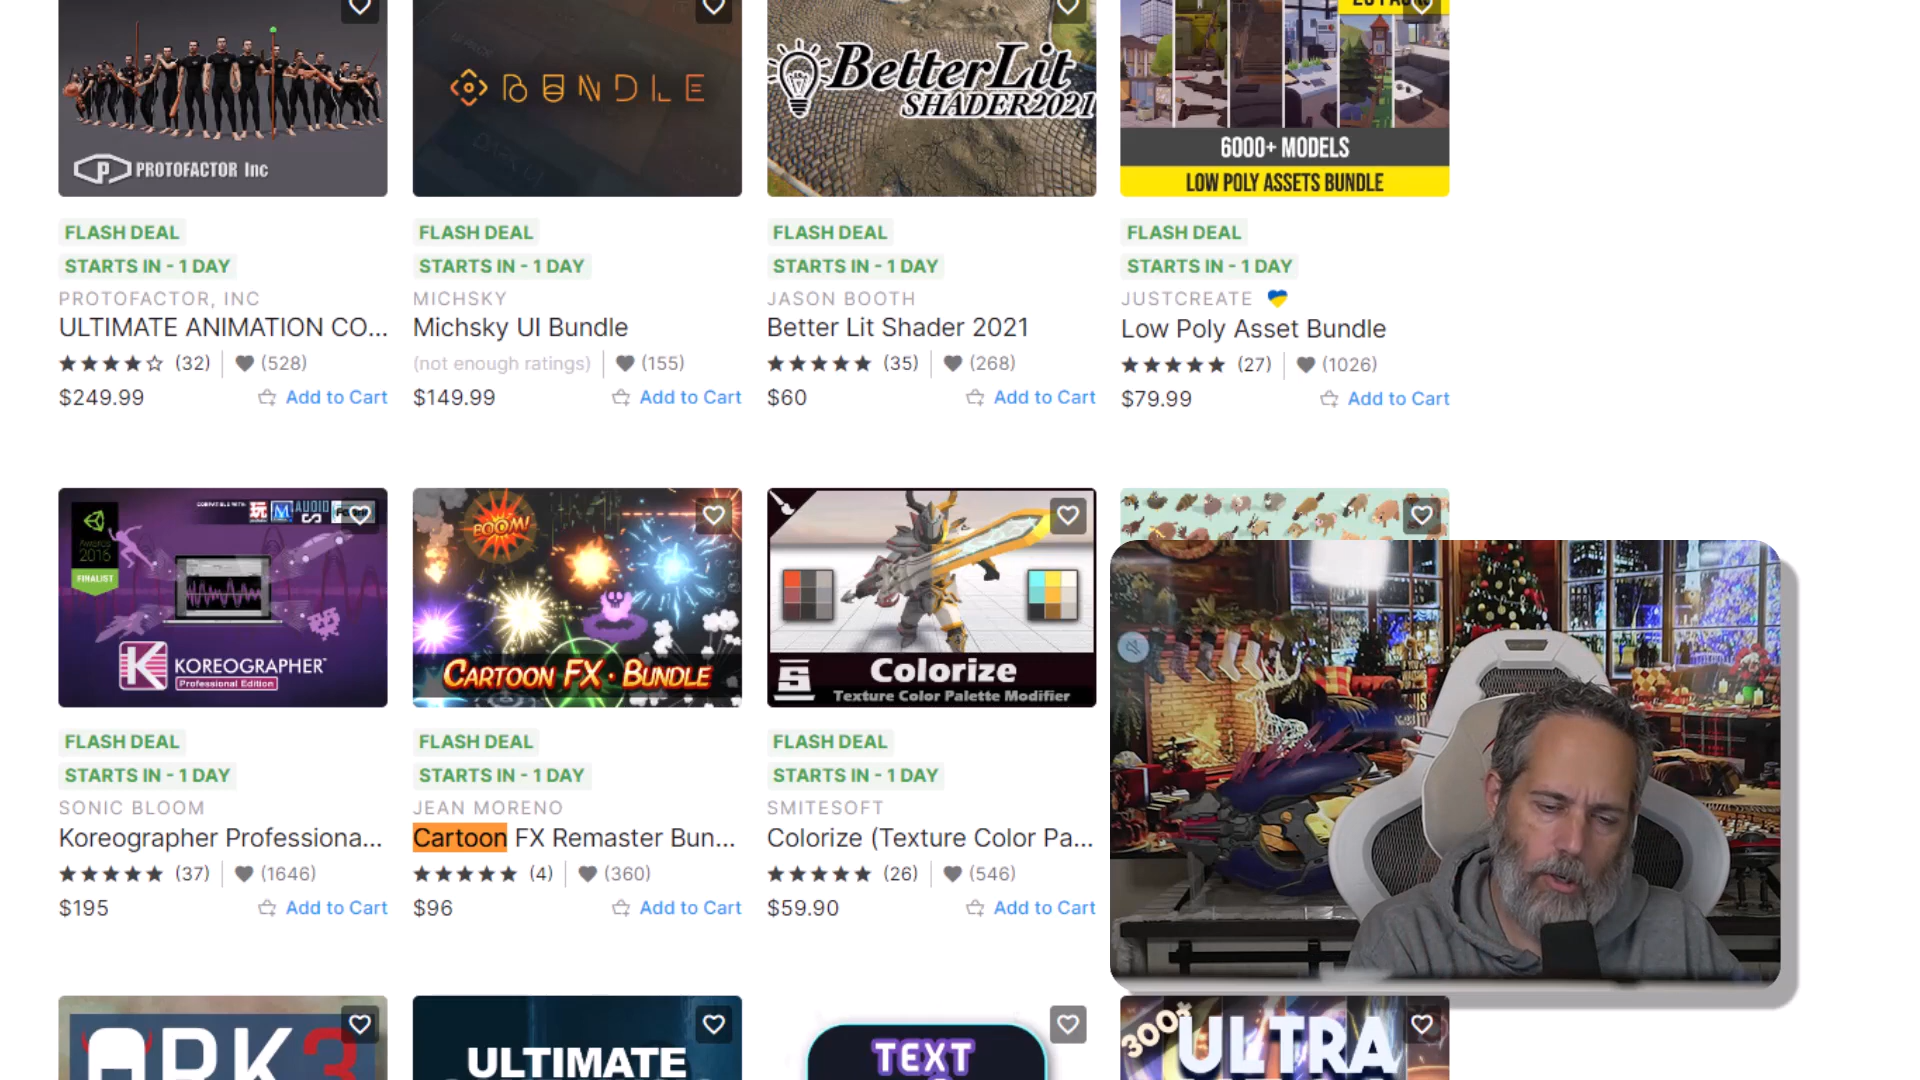 PROTOFACTOR Inc
BUNDLE
BetterLit
SHADER2021
6000+ MODELS
LOW POLY ASSETS BUNDLE
FLASH DEAL
STARTS IN - 1 DAY
PROTOFACTOR, INC
ULTIMATE ANIMATION CO...
(32) (528)
$249.99 Add to Cart
FLASH DEAL
STARTS IN - 1 DAY
MICHSKY
Michsky UI Bundle
(not enough ratings) (155)
$149.99 Add to Cart
FLASH DEAL
STARTS IN - 1 DAY
JASON BOOTH
Better Lit Shader 2021
(35) (268)
$60 Add to Cart
FLASH DEAL
STARTS IN - 1 DAY
JUSTCREATE
Low Poly Asset Bundle
(27) (1026)
$79.99 Add to Cart
COMPATIBLE WITH:
AUDIO
AWARDS
2016
FINALIST
KOREOGRAPHER
Professional Edition
BOOM!
CARTOON FX • BUNDLE
Colorize
Texture Color Palette Modifier
FLASH DEAL
STARTS IN - 1 DAY
SONIC BLOOM
Koreographer Professiona...
(37) (1646)
$195 Add to Cart
FLASH DEAL
STARTS IN - 1 DAY
JEAN MORENO
Cartoon FX Remaster Bun...
(4) (360)
$96 Add to Cart
FLASH DEAL
STARTS IN - 1 DAY
SMITESOFT
Colorize (Texture Color Pa...
(26) (546)
$59.90 Add to Cart
ORK 3
ULTIMATE
TEXT
300+
ULTRA